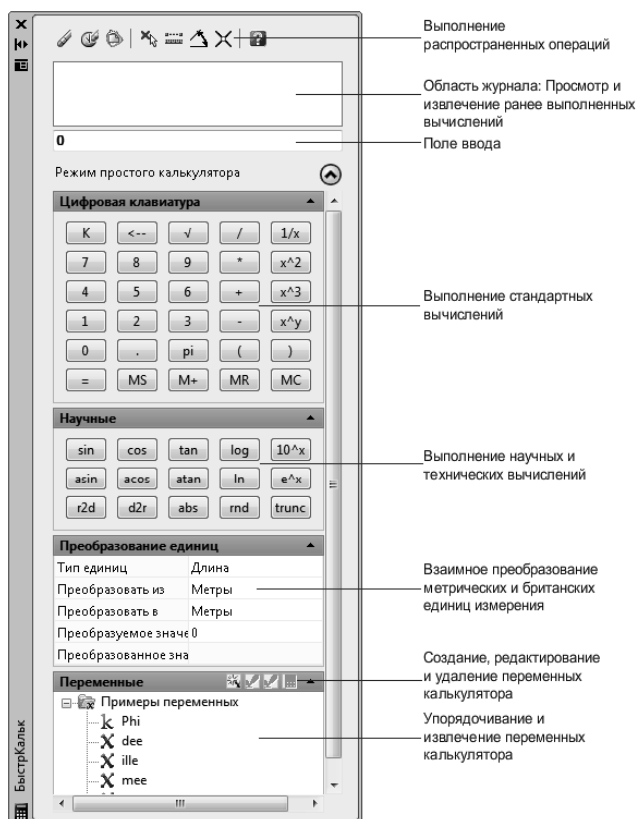 Выполнение
распространенных операций
Область журнала: Просмотр и
извлечение ранее выполненных
вычислений
0
Поле ввода
Режим простого калькулятора
Цифровая клавиатура
K <-- √ / 1/x
7 8 9 * x^2
4 5 6 + x^3
1 2 3 - x^y
0 . pi ( )
= MS M+ MR MC
Выполнение стандартных
вычислений
Научные
sin cos tan log 10^x
asin acos atan ln e^x
r2d d2r abs rnd trunc
Выполнение научных и
технических вычислений
Преобразование единиц
Тип единиц Длина
Преобразовать из Метры
Преобразовать в Метры
Преобразуемое значе 0
Преобразованное зна
Взаимное преобразование
метрических и британских
единиц измерения
Переменные
Примеры переменных
Phi
dee
ille
mee
Создание, редактирование
и удаление переменных
калькулятора
Упорядочивание и
извлечение переменных
калькулятора
БыстрКальк